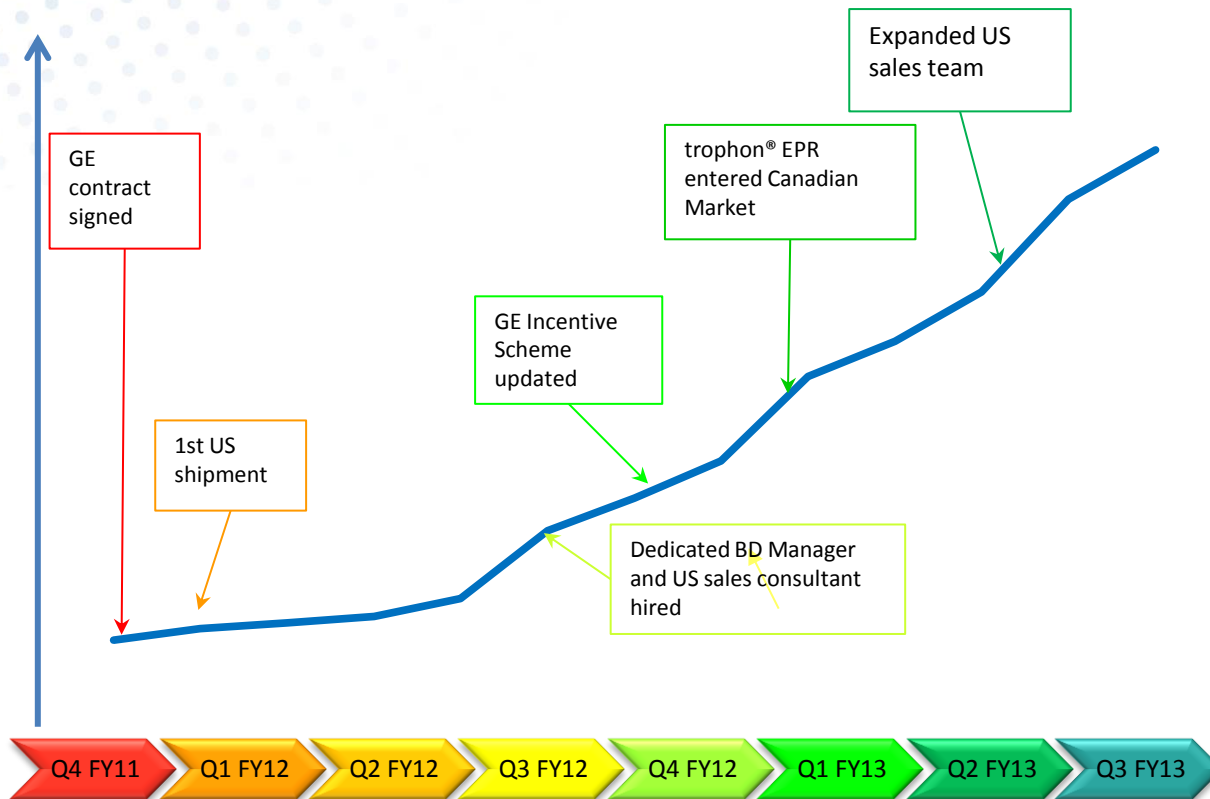 Expanded US
sales team
trophon® EPR
entered Canadian
Market
GE
contract
signed
GE Incentive
Scheme
updated
1st US
shipment
Dedicated BD Manager
and US sales consultant
hired
Q4 FY11
Q1 FY12
Q2 FY12
Q3 FY12
Q4 FY12
Q1 FY13
Q2 FY13
Q3 FY13